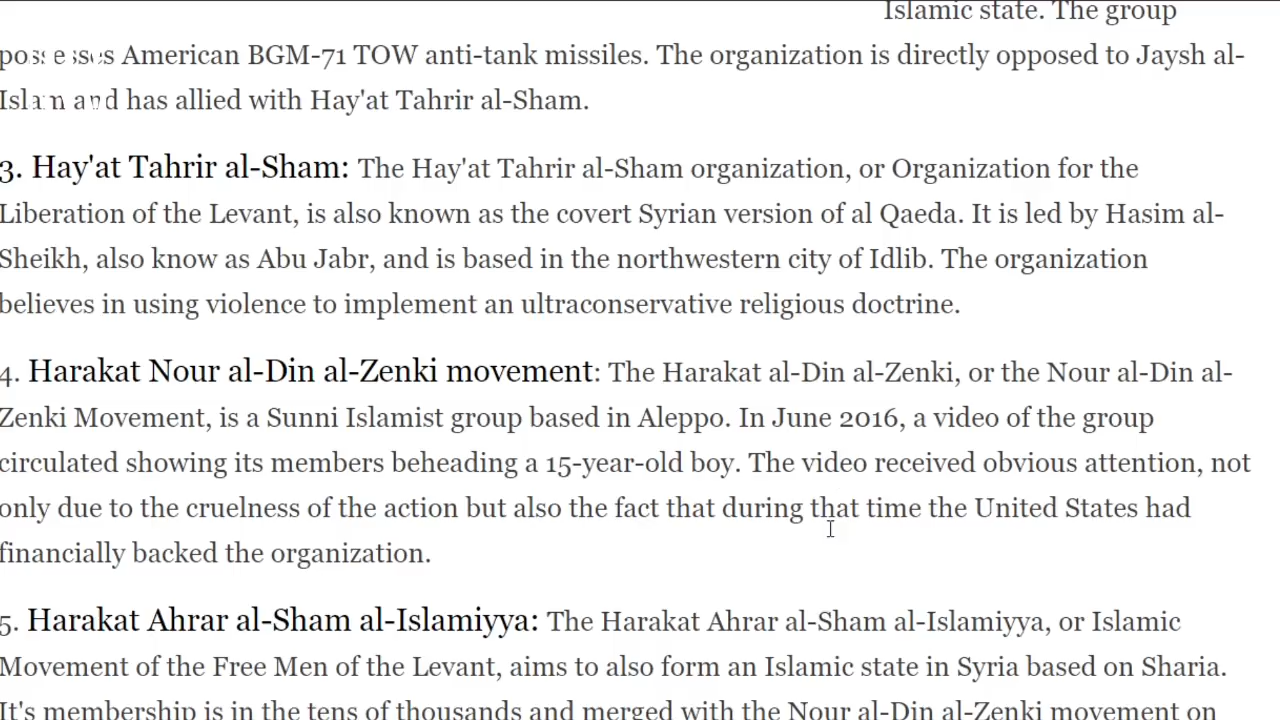 Islamic state. The group
possesses American BGM-71 TOW anti-tank missiles. The organization is directly opposed to Jaysh al-
Islam and has allied with Hay'at Tahrir al-Sham.
3. Hay'at Tahrir al-Sham: The Hay'at Tahrir al-Sham organization, or Organization for the
Liberation of the Levant, is also known as the covert Syrian version of al Qaeda. It is led by Hasim al-
Sheikh, also know as Abu Jabr, and is based in the northwestern city of Idlib. The organization
believes in using violence to implement an ultraconservative religious doctrine.
4. Harakat Nour al-Din al-Zenki movement: The Harakat al-Din al-Zenki, or the Nour al-Din al-
Zenki Movement, is a Sunni Islamist group based in Aleppo. In June 2016, a video of the group
circulated showing its members beheading a 15-year-old boy. The video received obvious attention, not
only due to the cruelness of the action but also the fact that during that time the United States had
financially backed the organization.
5. Harakat Ahrar al-Sham al-Islamiyya: The Harakat Ahrar al-Sham al-Islamiyya, or Islamic
Movement of the Free Men of the Levant, aims to also form an Islamic state in Syria based on Sharia.
It's membership is in the tens of thousands and merged with the Nour al-Din al-Zenki movement on